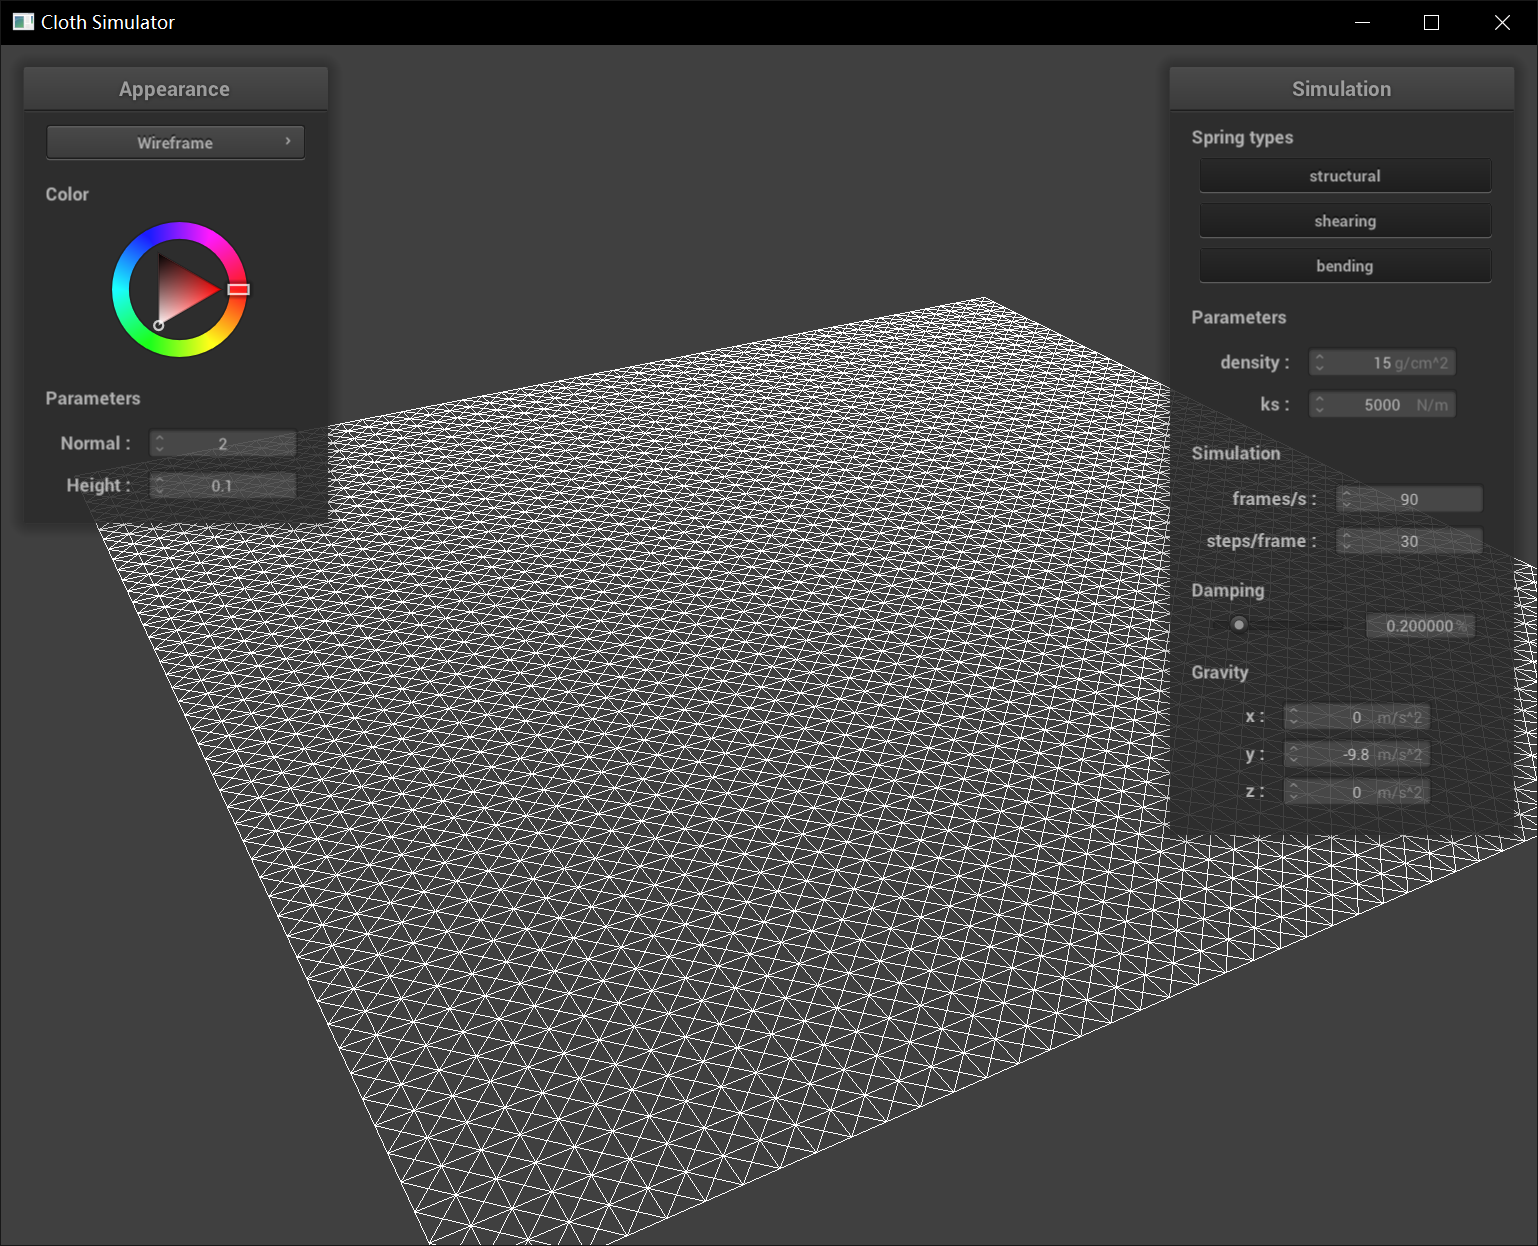 Cloth Simulator
Appearance
Wireframe
Color
Parameters
Normal : 2
Height : 0.1
Simulation
Spring types
structural
shearing
bending
Parameters
density : 15 g/cm^2
ks : 5000 N/m
Simulation
frames/s : 90
steps/frame : 30
Damping
0.200000 %
Gravity
x : 0 m/s^2
y : -9.8 m/s^2
z : 0 m/s^2